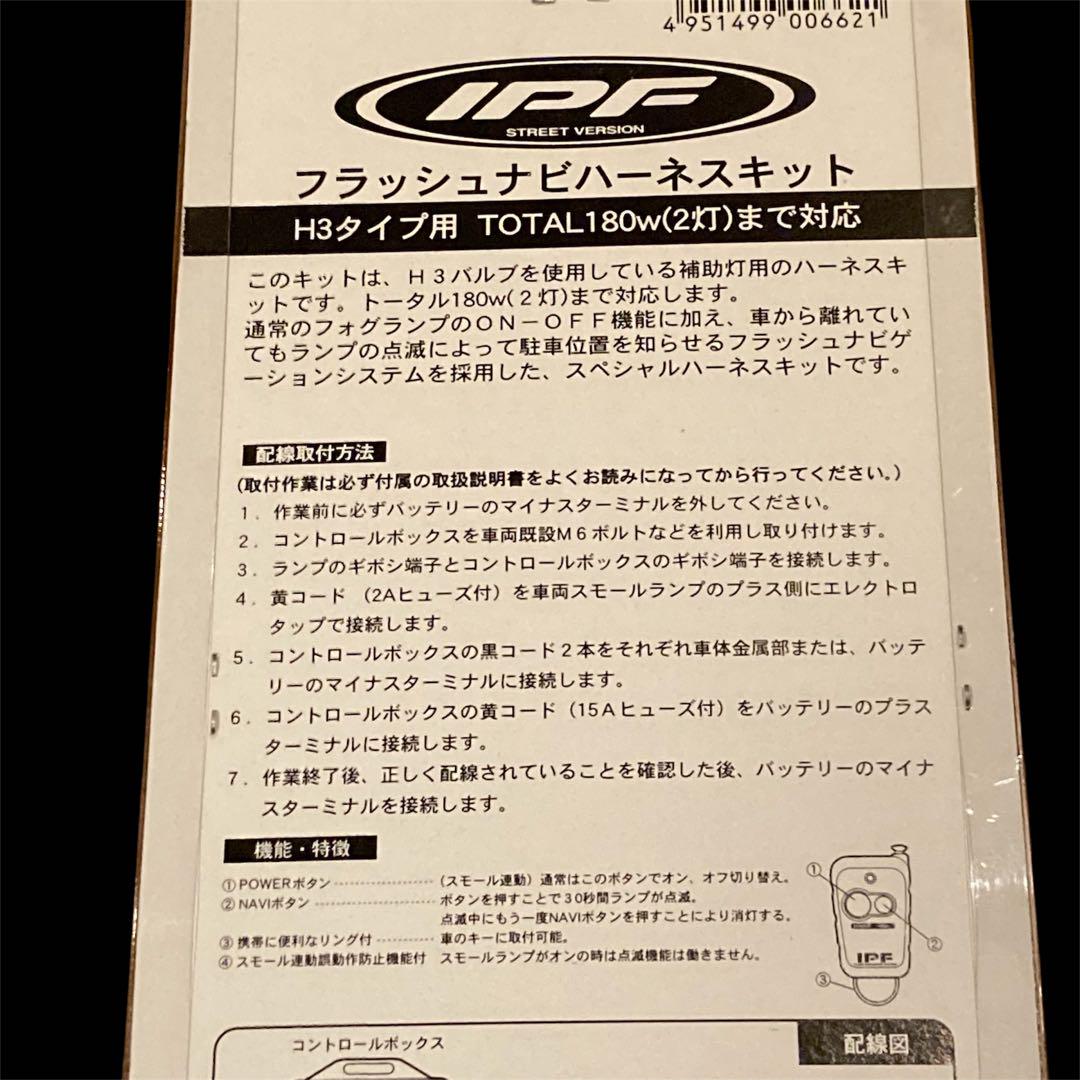 4 951499 006621
IPF
STREET VERSION
フラッシュナビハーネスキット
H3タイプ用 TOTAL180w(2灯)まで対応
このキットは、H3バルブを使用している補助灯用のハーネスキ
ットです。トータル180w(2灯)まで対応します。
通常のフォグランプのON-OFF機能に加え、車から離れてい
てもランプの点滅によって駐車位置を知らせるフラッシュナビゲ
ーションシステムを採用した、スペシャルハーネスキットです。
配線取付方法
(取付作業は必ず付属の取扱説明書をよくお読みになってから行ってください。)
1. 作業前に必ずバッテリーのマイナスターミナルを外してください。
2. コントロールボックスを車両既設M6ボルトなどを利用し取り付けます。
3. ランプのギボシ端子とコントロールボックスのギボシ端子を接続します。
4. 黄コード (2Aヒューズ付)を車両スモールランプのプラス側にエレクトロ
タップで接続します。
5. コントロールボックスの黒コード2本をそれぞれ車体金属部または、バッテ
リーのマイナスターミナルに接続します。
6. コントロールボックスの黄コード(15Aヒューズ付)をバッテリーのプラス
ターミナルに接続します。
7. 作業終了後、正しく配線されていることを確認した後、バッテリーのマイナ
スターミナルを接続します。
機能・特徴
①POWERボタン (スモール連動)通常はこのボタンでオン、オフ切り替え。
②NAVIボタン ボタンを押すことで30秒間ランプが点滅。
点滅中にもう一度NAVIボタンを押すことにより消灯する。
③携帯に便利なリング付 車のキーに取付可能。
④スモール連動誤動作防止機能付 スモールランプがオンの時は点滅機能は働きません。
①
②
IPF
③
コントロールボックス
配線図